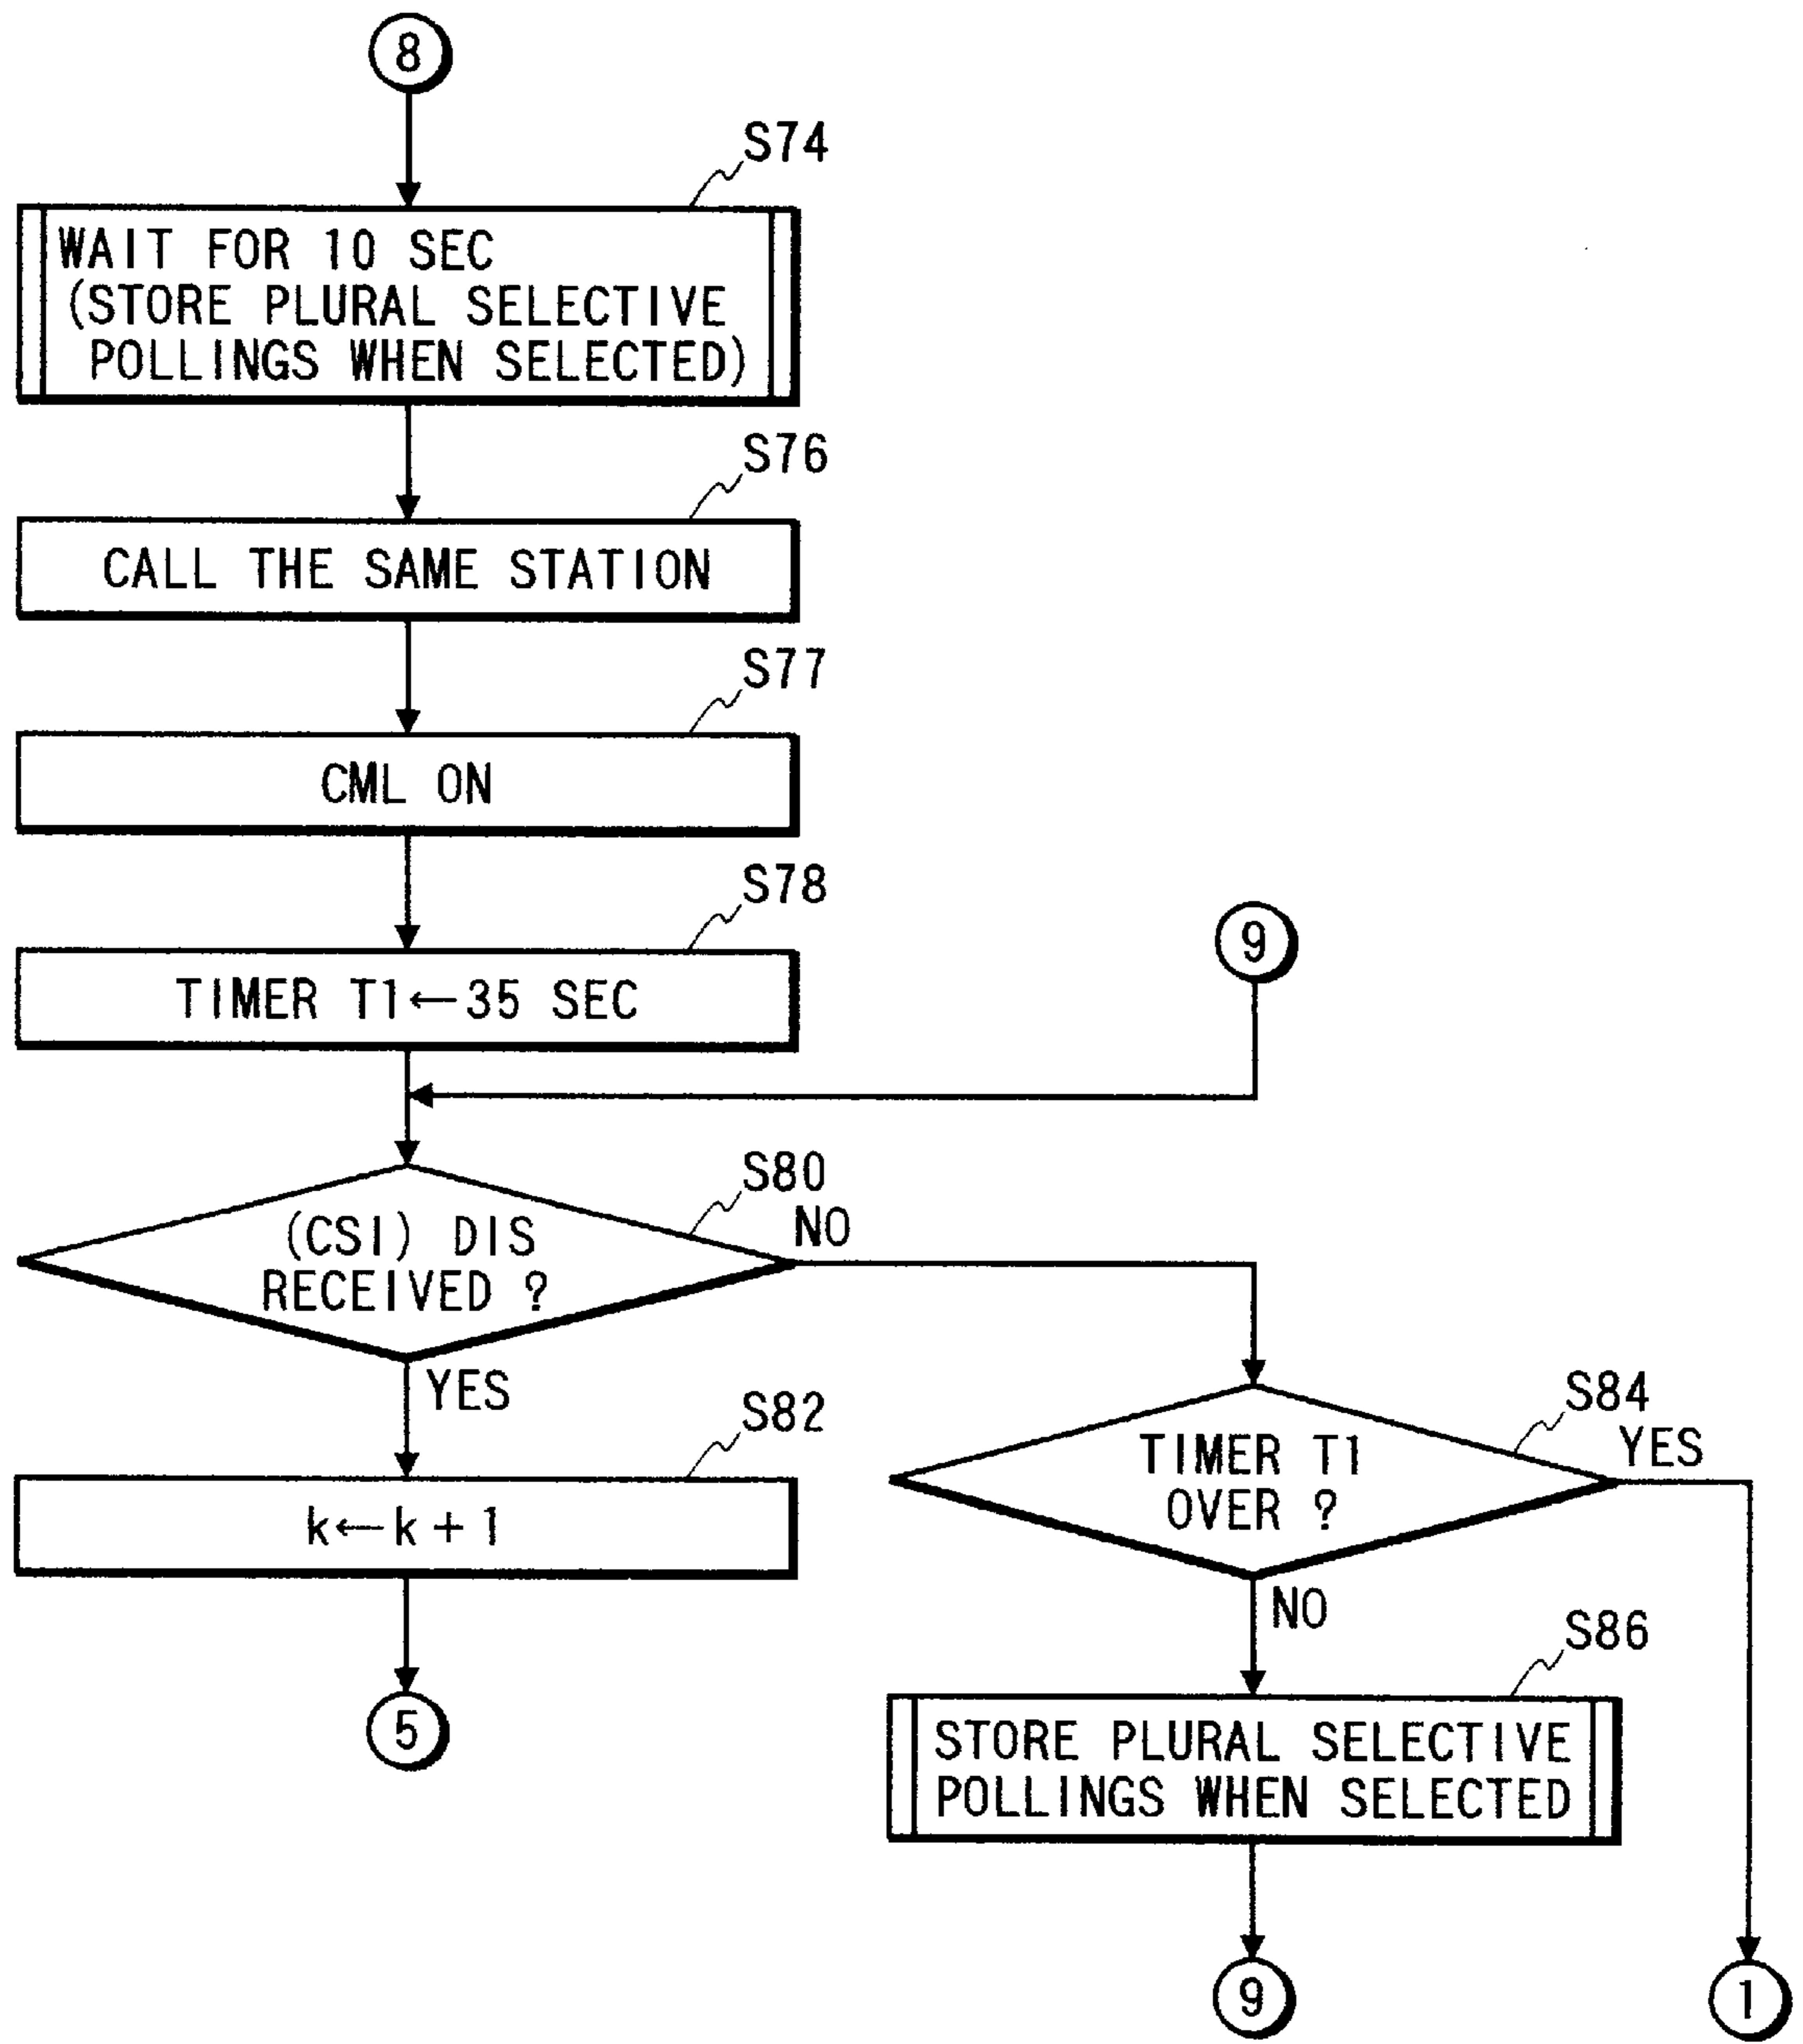 8
S74
WAIT FOR 10 SEC
(STORE PLURAL SELECTIVE
POLLINGS WHEN SELECTED)
S76
CALL THE SAME STATION
S77
CML ON
S78
TIMER T1←35 SEC
9
S80
(CSI) DIS
RECEIVED ?
NO
YES
S82
k←k+1
5
S84
TIMER T1
OVER ?
YES
NO
S86
STORE PLURAL SELECTIVE
POLLINGS WHEN SELECTED
9
1